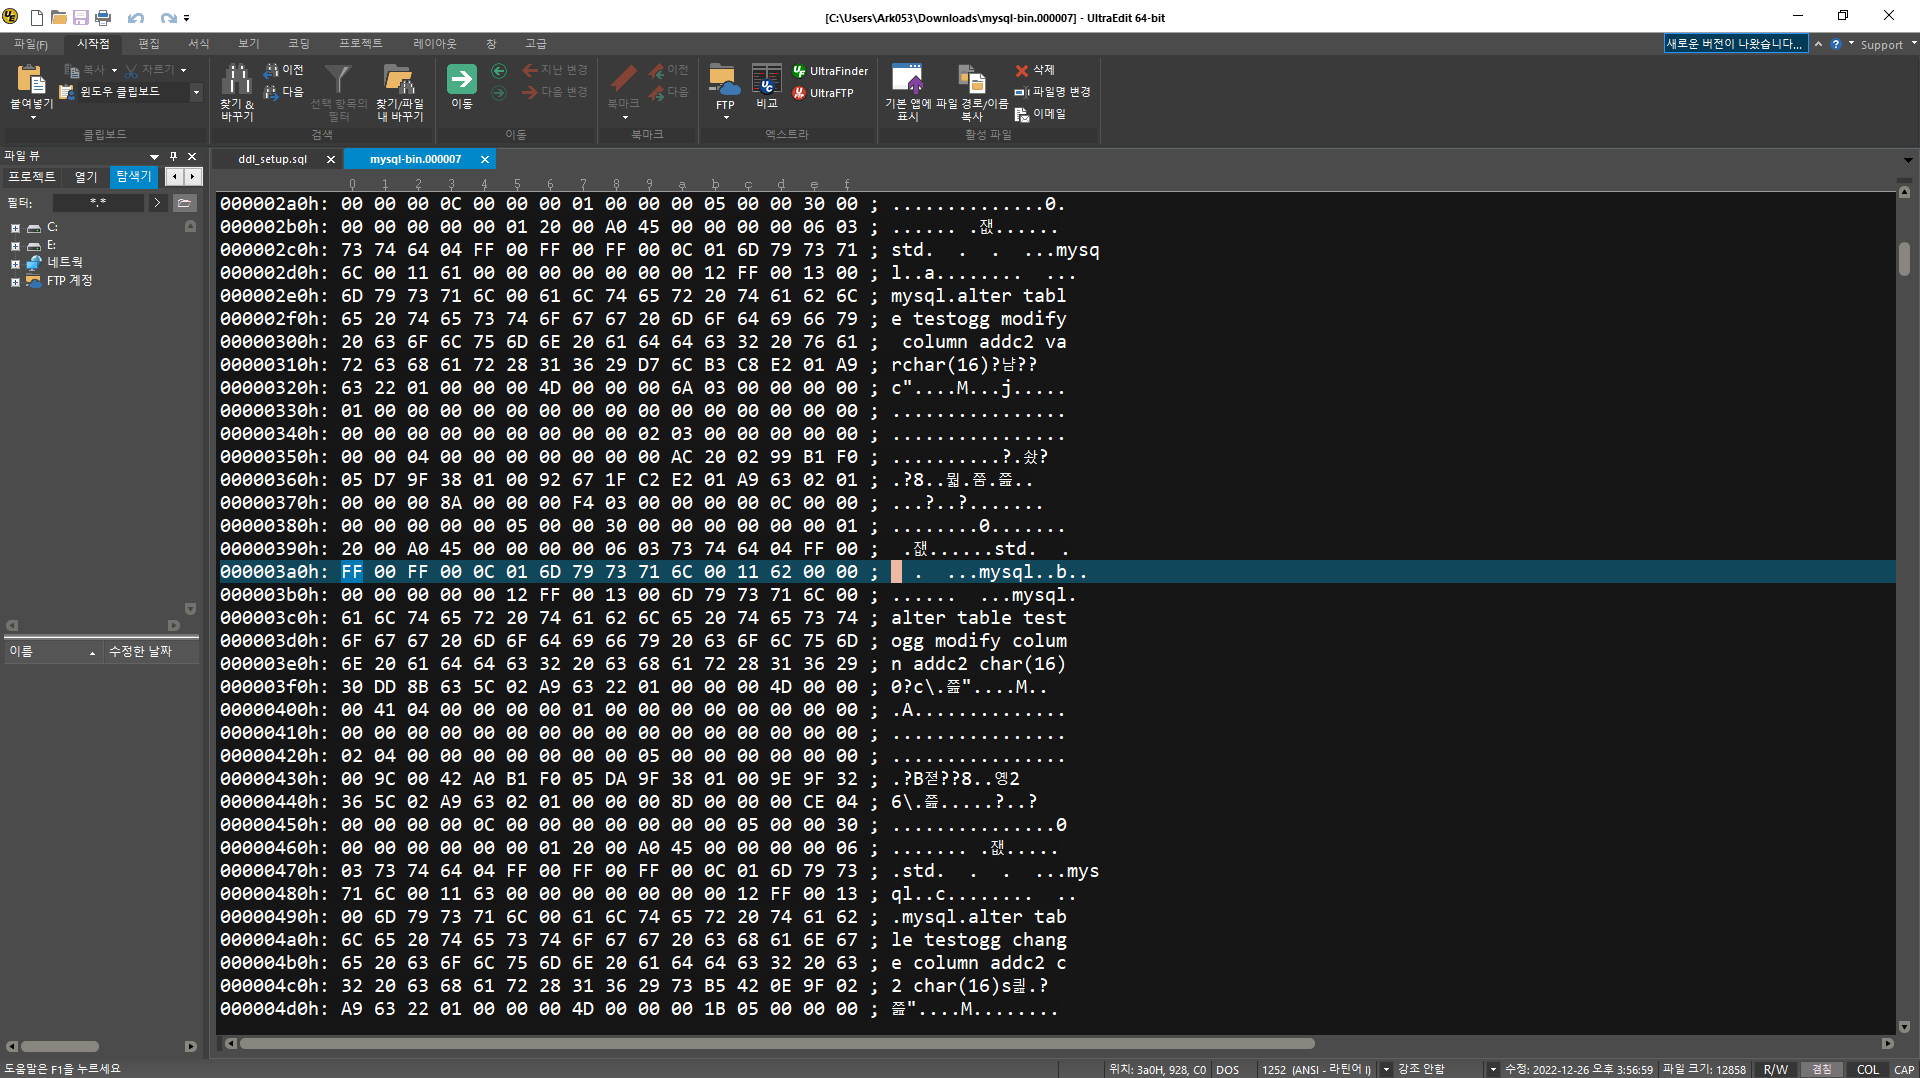 [C:\Users\Ark053\Downloads\mysql-bin.000007] - UltraEdit 64-bit
파일(F) 시작점 편집 서식 보기 코딩 프로젝트 레이아웃 창 고급 새로운 버전이 나왔습니다... Support
붙여넣기 복사 자르기 윈도우 클립보드 클립보드
찾기 & 바꾸기 이전 다음 선택 항목의 필터 찾기/파일 내 바꾸기 검색
이동 지난 변경 다음 변경 이동
북마크 이전 다음 북마크
FTP 비교 UltraFinder UltraFTP 엑스트라
기본 앱에 표시 파일 경로/이름 복사 삭제 파일명 변경 이메일 활성 파일
파일 뷰
프로젝트 열기 탐색기
필터: *.*
C:
E:
네트웍
FTP 계정
이름 수정한 날짜
ddl_setup.sql mysql-bin.000007
0 1 2 3 4 5 6 7 8 9 a b c d e f
000002a0h: 00 00 00 0C 00 00 00 01 00 00 00 05 00 00 30 00 ; ..............0.
000002b0h: 00 00 00 00 00 01 20 00 A0 45 00 00 00 00 06 03 ; ...... .잾......
000002c0h: 73 74 64 04 FF 00 FF 00 FF 00 0C 01 6D 79 73 71 ; std. . . ...mysq
000002d0h: 6C 00 11 61 00 00 00 00 00 00 00 12 FF 00 13 00 ; l..a........ ...
000002e0h: 6D 79 73 71 6C 00 61 6C 74 65 72 20 74 61 62 6C ; mysql.alter tabl
000002f0h: 65 20 74 65 73 74 6F 67 67 20 6D 6F 64 69 66 79 ; e testogg modify
00000300h: 20 63 6F 6C 75 6D 6E 20 61 64 64 63 32 20 76 61 ; column addc2 va
00000310h: 72 63 68 61 72 28 31 36 29 D7 6C B3 C8 E2 01 A9 ; rchar(16)?냠??
00000320h: 63 22 01 00 00 00 4D 00 00 00 6A 03 00 00 00 00 ; c"....M...j.....
00000330h: 01 00 00 00 00 00 00 00 00 00 00 00 00 00 00 00 ; ................
00000340h: 00 00 00 00 00 00 00 00 00 02 03 00 00 00 00 00 ; ................
00000350h: 00 00 04 00 00 00 00 00 00 00 AC 20 02 99 B1 F0 ; ..........?.솼?
00000360h: 05 D7 9F 38 01 00 92 67 1F C2 E2 01 A9 63 02 01 ; .?8..뮓.쫌.⑹..
00000370h: 00 00 00 8A 00 00 00 F4 03 00 00 00 00 0C 00 00 ; ...?..?.......
00000380h: 00 00 00 00 00 05 00 00 30 00 00 00 00 00 00 01 ; ........0.......
00000390h: 20 00 A0 45 00 00 00 00 06 03 73 74 64 04 FF 00 ; .잾......std. .
000003a0h: FF 00 FF 00 0C 01 6D 79 73 71 6C 00 11 62 00 00 ; . ...mysql..b..
000003b0h: 00 00 00 00 00 12 FF 00 13 00 6D 79 73 71 6C 00 ; ...... ...mysql.
000003c0h: 61 6C 74 65 72 20 74 61 62 6C 65 20 74 65 73 74 ; alter table test
000003d0h: 6F 67 67 20 6D 6F 64 69 66 79 20 63 6F 6C 75 6D ; ogg modify colum
000003e0h: 6E 20 61 64 64 63 32 20 63 68 61 72 28 31 36 29 ; n addc2 char(16)
000003f0h: 30 DD 8B 63 5C 02 A9 63 22 01 00 00 00 4D 00 00 ; 0?c\."....M..
00000400h: 00 41 04 00 00 00 00 01 00 00 00 00 00 00 00 00 ; .A..............
00000410h: 00 00 00 00 00 00 00 00 00 00 00 00 00 00 00 00 ; ................
00000420h: 02 04 00 00 00 00 00 00 00 05 00 00 00 00 00 00 ; ................
00000430h: 00 9C 00 42 A0 B1 F0 05 DA 9F 38 01 00 9E 9F 32 ; .?B젿??8..옝2
00000440h: 36 5C 02 A9 63 02 01 00 00 00 8D 00 00 00 CE 04 ; 6\......?..?
00000450h: 00 00 00 00 0C 00 00 00 00 00 00 00 05 00 00 30 ; ...............0
00000460h: 00 00 00 00 00 00 01 20 00 A0 45 00 00 00 00 06 ; ....... .잾.....
00000470h: 03 73 74 64 04 FF 00 FF 00 FF 00 0C 01 6D 79 73 ; .std. . . ...mys
00000480h: 71 6C 00 11 63 00 00 00 00 00 00 00 12 FF 00 13 ; ql..c........ ..
00000490h: 00 6D 79 73 71 6C 00 61 6C 74 65 72 20 74 61 62 ; .mysql.alter tab
000004a0h: 6C 65 20 74 65 73 74 6F 67 67 20 63 68 61 6E 67 ; le testogg chang
000004b0h: 65 20 63 6F 6C 75 6D 6E 20 61 64 64 63 32 20 63 ; e column addc2 c
000004c0h: 32 20 63 68 61 72 28 31 36 29 73 B5 42 0E 9F 02 ; 2 char(16)s.?
000004d0h: A9 63 22 01 00 00 00 4D 00 00 00 1B 05 00 00 00 ; "....M........
도움말은 F1을 누르세요 위치: 3a0H, 928, C0 DOS 1252 (ANSI - 라틴어 I) 강조 안함 수정: 2022-12-26 오후 3:56:59 파일 크기: 12858 R/W 겹침 COL CAP